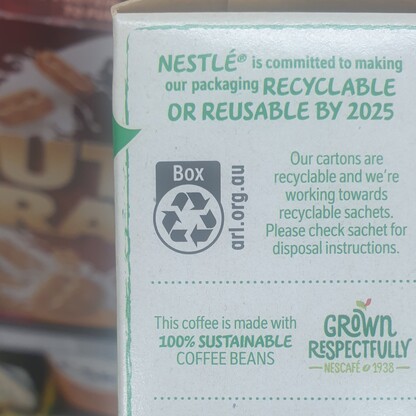 NESTLÉ® is committed to making
our packaging RECYCLABLE
OR REUSABLE BY 2025
Box
arl.org.au
Our cartons are
recyclable and we're
working towards
recyclable sachets.
Please check sachet for
disposal instructions.
This coffee is made with
100% SUSTAINABLE
COFFEE BEANS
GROWN
RESPECTFULLY
NESCAFÉ 1938